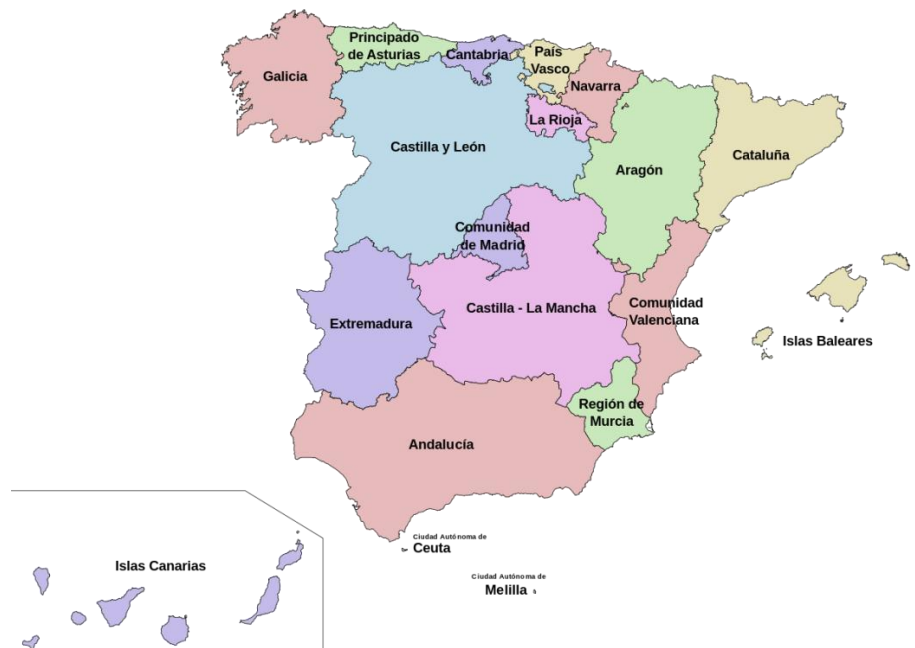 Principado
de Asturias
Cantabria
País
Vasco
Galicia
Navarra
La Rioja
Castilla y León
Cataluña
Aragón
Comunidad
de Madrid
Castilla - La Mancha
Comunidad
Valenciana
Extremadura
Islas Baleares
Región de
Murcia
Andalucía
Ciudad Autónoma de
Ceuta
Islas Canarias
Ciudad Autónoma de
Melilla